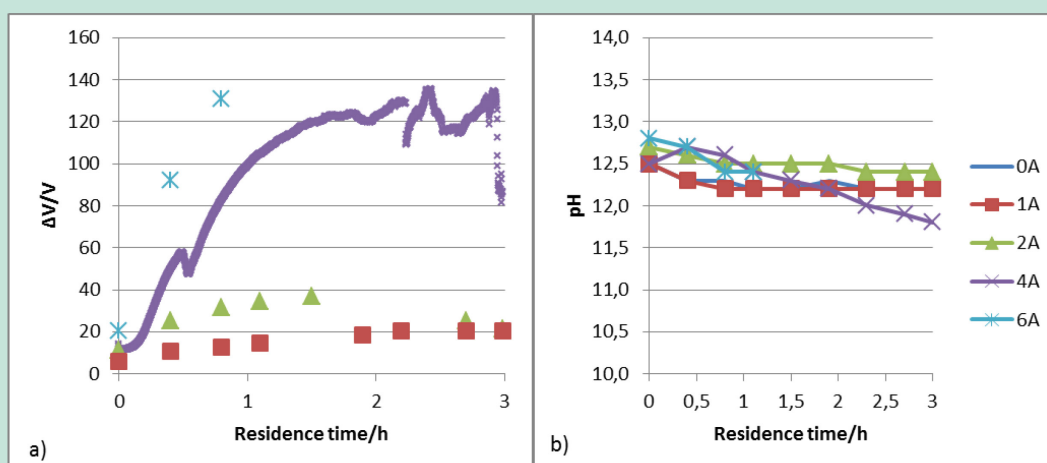 160
140
120
100
80
60
40
20
0
ΔV/V
0 1 2 3
Residence time/h
a)
14,0
13,5
13,0
12,5
12,0
11,5
11,0
10,5
10,0
pH
0 0,5 1 1,5 2 2,5 3
Residence time/h
b)
0A
1A
2A
4A
6A